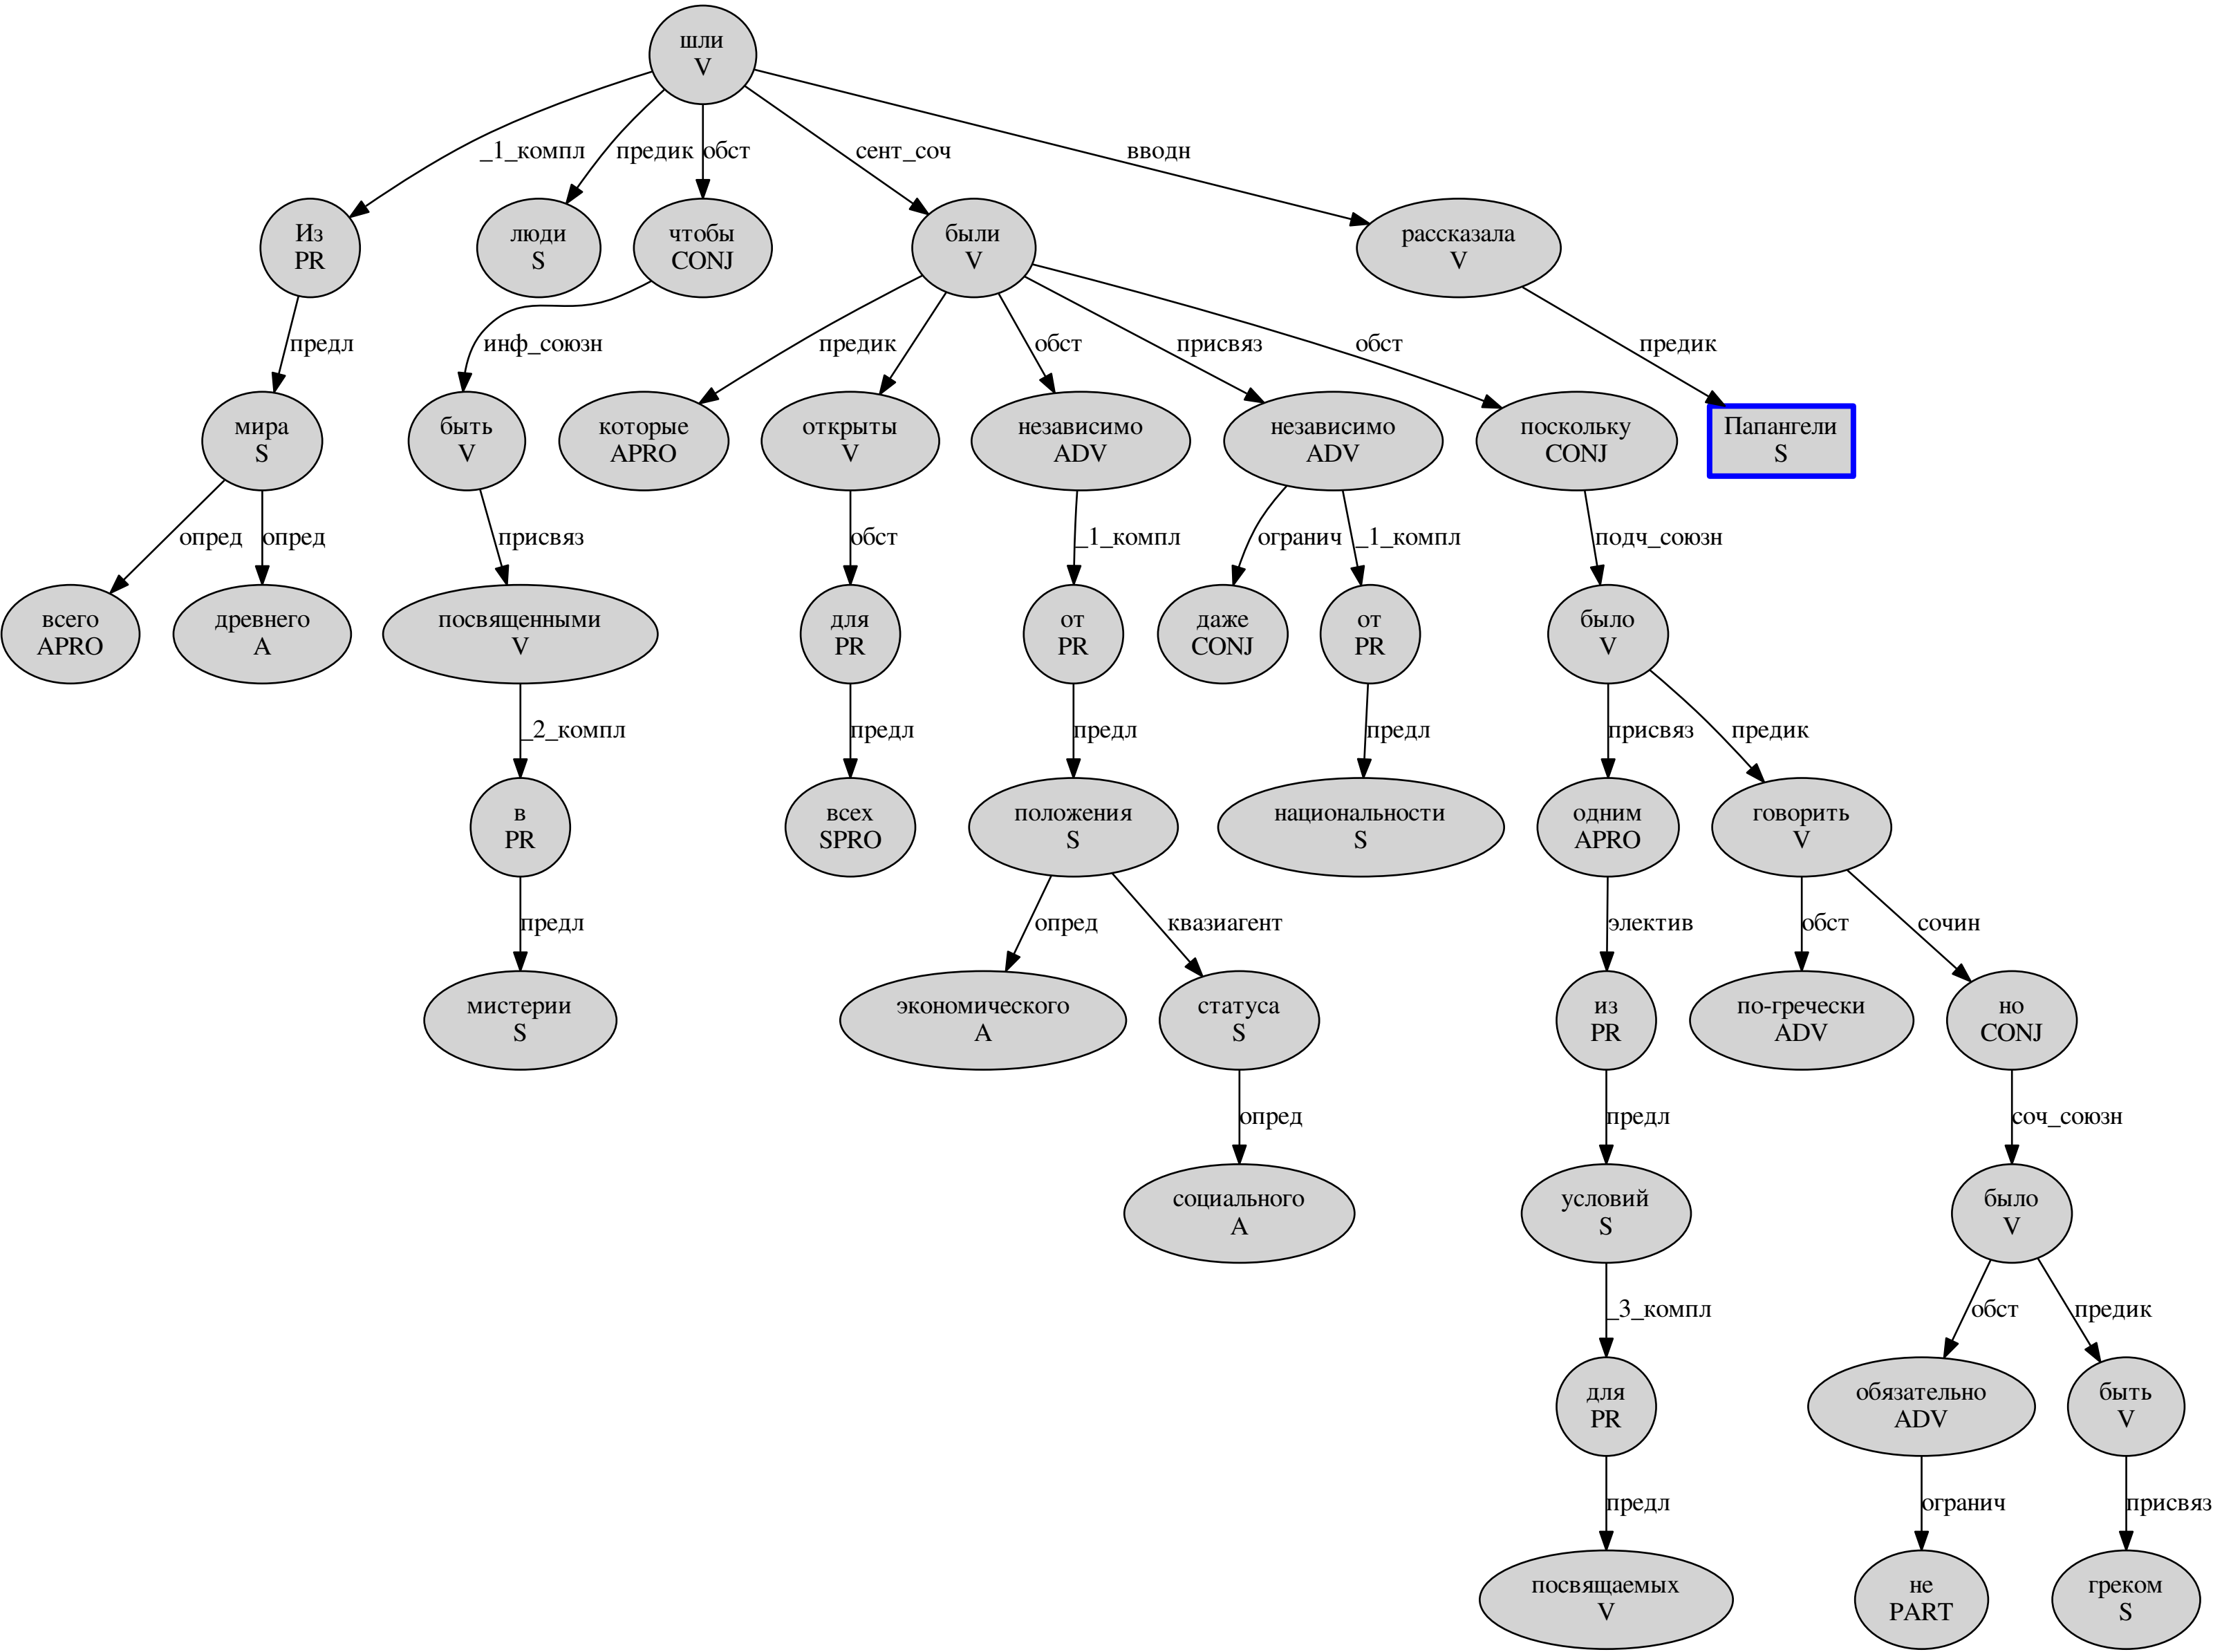 шли
V
_1_компл
предик
обст
сент_соч
вводн
Из
PR
люди
S
чтобы
CONJ
были
V
рассказала
V
предл
инф_союзн
предик
обст
присвяз
обст
предик
мира
S
быть
V
которые
APRO
открыты
V
независимо
ADV
независимо
ADV
поскольку
CONJ
Папангели
S
опред
опред
присвяз
обст
_1_компл
огранич
_1_компл
подч_союзн
всего
APRO
древнего
A
посвященными
V
для
PR
от
PR
даже
CONJ
от
PR
было
V
_2_компл
предл
предл
предл
присвяз
предик
в
PR
всех
SPRO
положения
S
национальности
S
одним
APRO
говорить
V
предл
опред
квазиагент
электив
обст
сочин
мистерии
S
экономического
A
статуса
S
из
PR
по-гречески
ADV
но
CONJ
опред
предл
соч_союзн
социального
A
условий
S
было
V
_3_компл
обст
предик
для
PR
обязательно
ADV
быть
V
предл
огранич
присвяз
посвящаемых
V
не
PART
греком
S